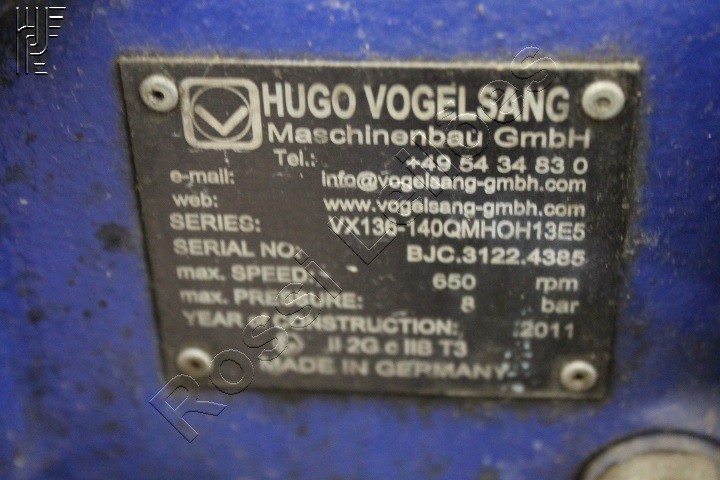 HUGO VOGELSANG
Maschinenbau GmbH
Tel.: +49 54 34 83 0
e-mail: info@vogelsang-gmbh.com
web: www.vogelsang-gmbh.com
SERIES: VX136-140QMHOH13E5
SERIAL NO: BJC.3122.4385
max. SPEED: 650 rpm
max. PRESSURE: 8 bar
YEAR of CONSTRUCTION: 2011
II 2G c IIB T3
MADE IN GERMANY
Rossi Leilões